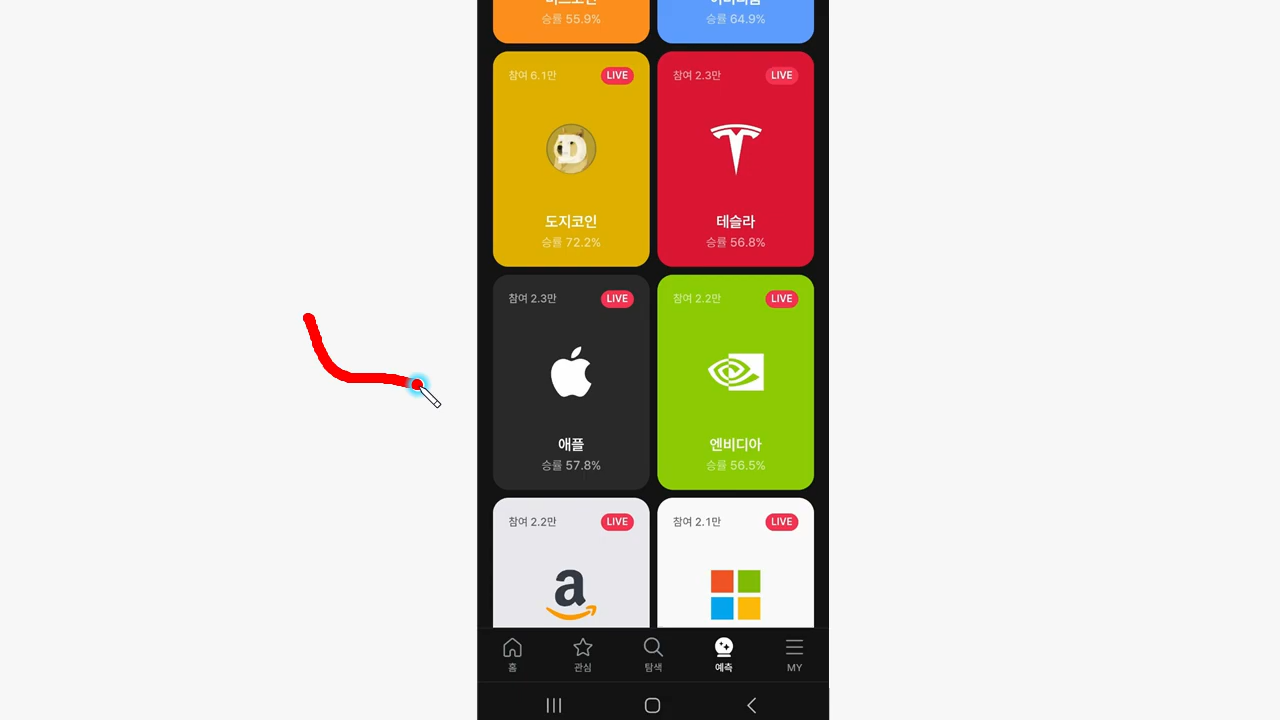 승률 55.9%
승률 64.9%
참여 6.1만 LIVE
참여 2.3만 LIVE
도지코인
승률 72.2%
테슬라
승률 56.8%
참여 2.3만 LIVE
참여 2.2만 LIVE
애플
승률 57.8%
엔비디아
승률 56.5%
참여 2.2만 LIVE
참여 2.1만 LIVE
홈
관심
탐색
예측
MY